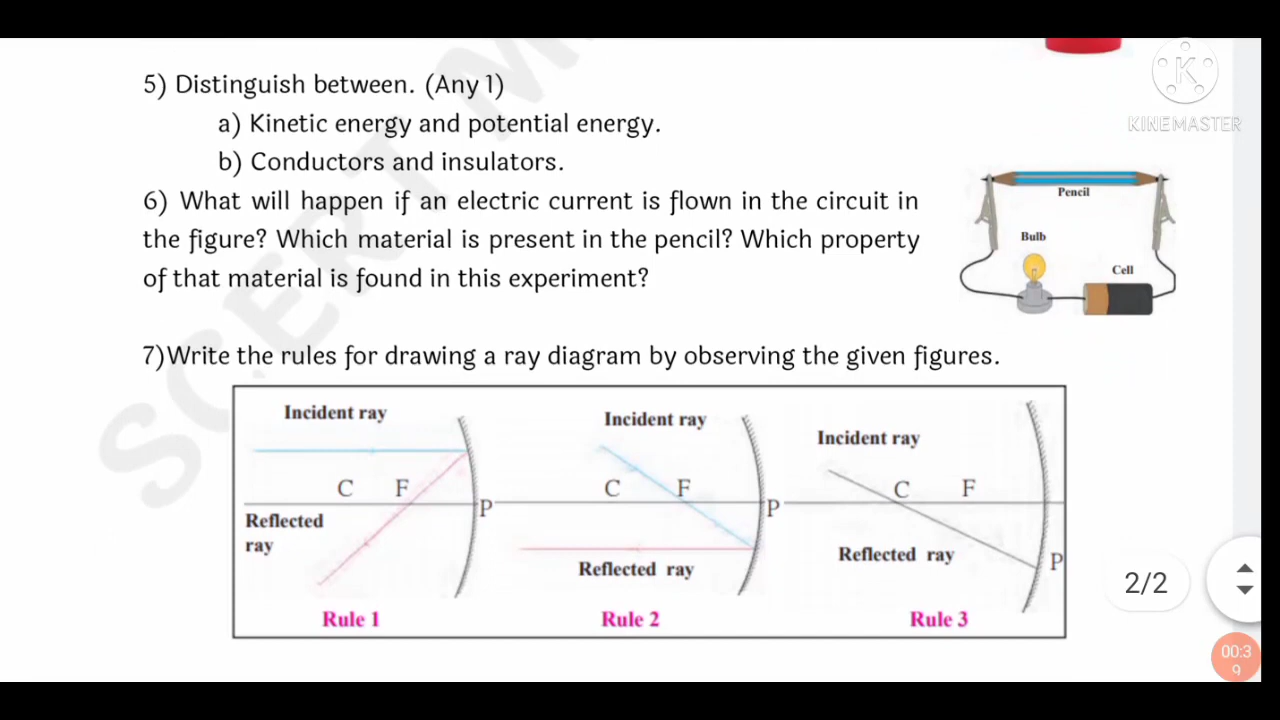 5) Distinguish between. (Any 1)
a) Kinetic energy and potential energy.
b) Conductors and insulators.
6) What will happen if an electric current is flown in the circuit in
the figure? Which material is present in the pencil? Which property
of that material is found in this experiment?
KINEMASTER
Pencil
Bulb
Cell
7)Write the rules for drawing a ray diagram by observing the given figures.
Incident ray
C F
P
Reflected
ray
Rule 1
Incident ray
C F
P
Reflected ray
Rule 2
Incident ray
C F
Reflected ray
P
Rule 3
2/2
00:3
9
SCERT M